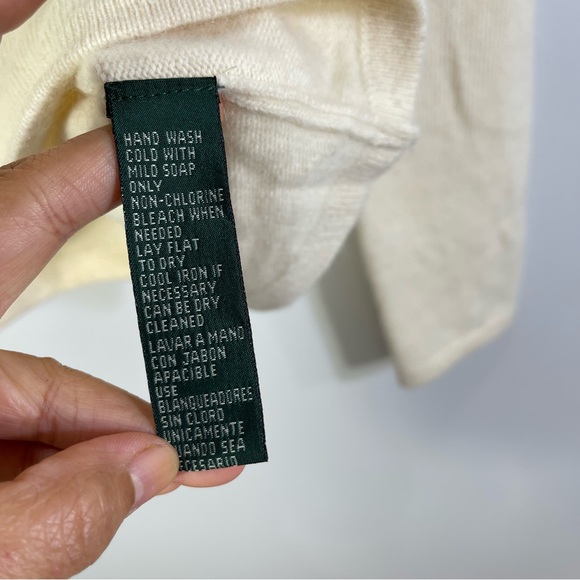 HAND WASH
COLD WITH
MILD SOAP
ONLY
NON-CHLORINE
BLEACH WHEN
NEEDED
LAY FLAT
TO DRY
COOL IRON IF
NECESSARY
CAN BE DRY
CLEANED
LAVAR A MANO
CON JABON
APACIBLE
USE
BLANQUEADORES
SIN CLORO
UNICAMENTE
SEA